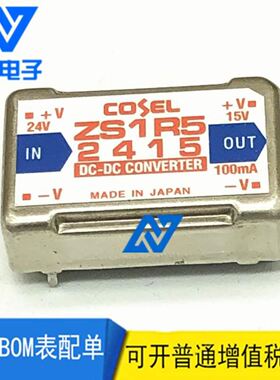 电子
COSEL
+V
24V
+V
15V
ZS1R5
2415
IN
OUT
DC-DC CONVERTER
-V
100mA
-V
MADE IN JAPAN
BOM表配单
可开普通增值税